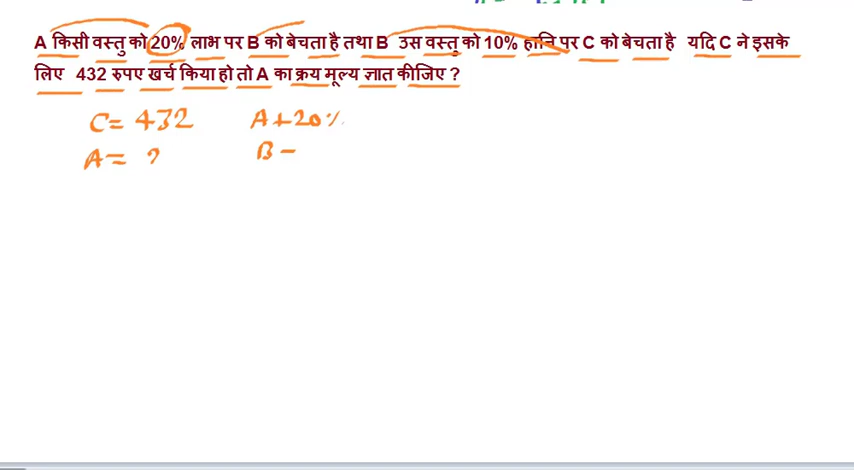 A किसी वस्तु को 20% लाभ पर B को बेचता है तथा B उस वस्तु को 10% हानि पर C को बेचता है यदि C ने इसके
लिए 432 रुपए खर्च किया हो तो A का क्रय मूल्य ज्ञात कीजिए ?
C = 432 A + 20%
A = ? B -